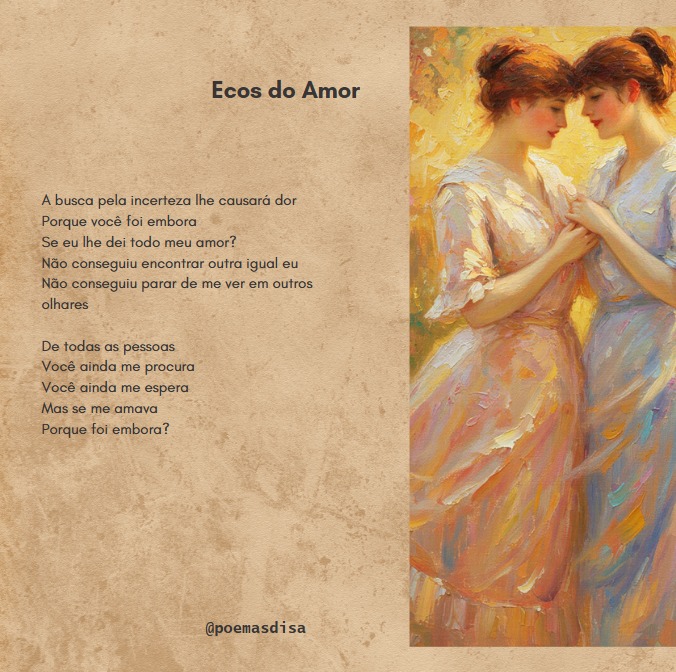 Ecos do Amor
A busca pela incerteza lhe causará dor
Porque você foi embora
Se eu lhe dei todo meu amor?
Não conseguiu encontrar outra igual eu
Não conseguiu parar de me ver em outros
olhares
De todas as pessoas
Você ainda me procura
Você ainda me espera
Mas se me amava
Porque foi embora?
@poemasdisa